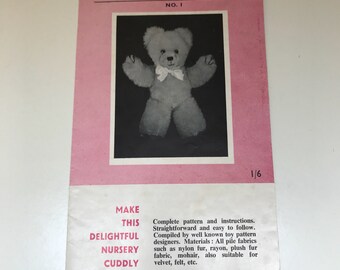 NO. 1
1/6
MAKE
THIS
DELIGHTFUL
NURSERY
CUDDLY
Complete pattern and instructions.
Straightforward and easy to follow.
Compiled by well known toy pattern
designers. Materials : All pile fabrics
such as nylon fur, rayon, plush fur
fabric, mohair, also suitable for
velvet, felt, etc.